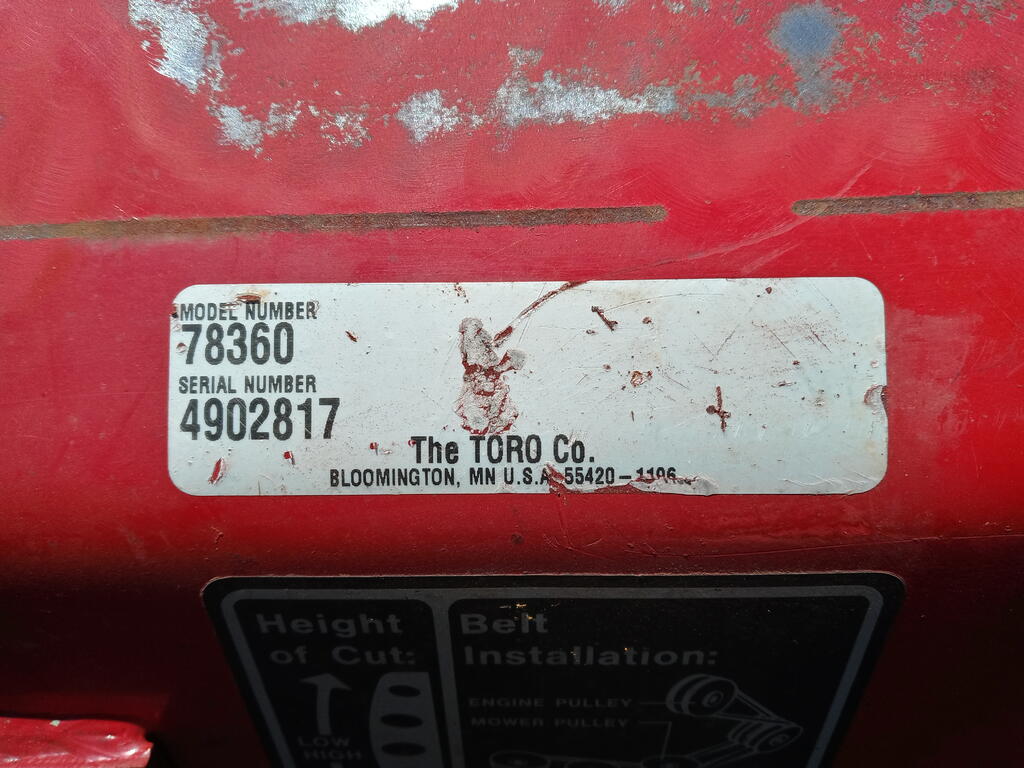 MODEL NUMBER
78360
SERIAL NUMBER
4902817
The TORO Co.
BLOOMINGTON, MN U.S.A. 55420-1196
Height
of Cut:
LOW
HIGH
Belt
Installation:
ENGINE PULLEY
MOWER PULLEY